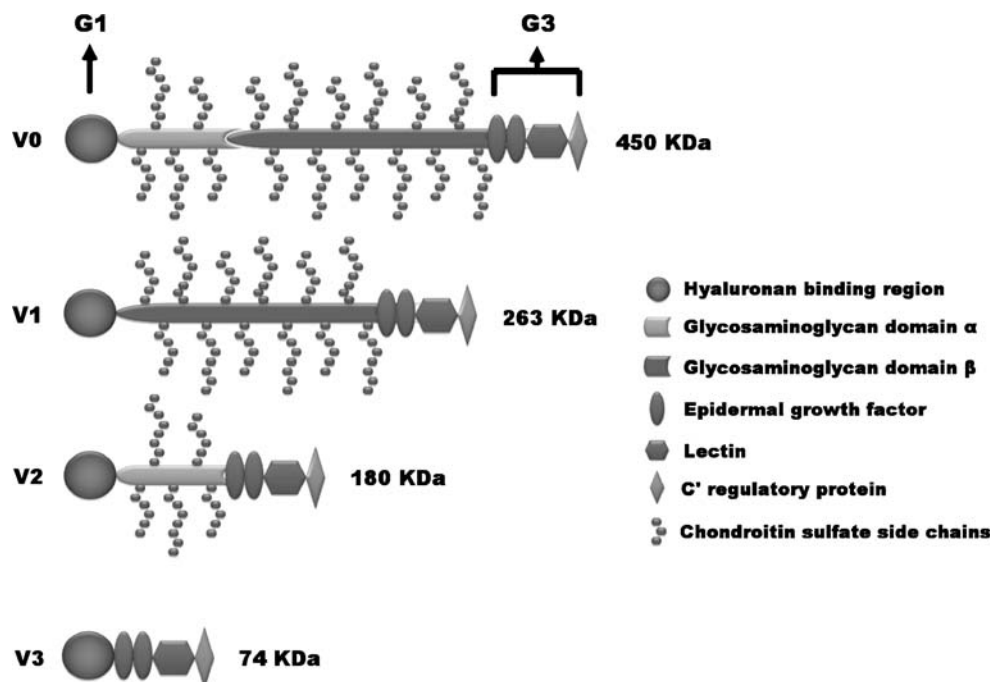 G1
G3
V0
450 KDa
V1
263 KDa
Hyaluronan binding region
Glycosaminoglycan domain α
Glycosaminoglycan domain β
Epidermal growth factor
Lectin
C' regulatory protein
Chondroitin sulfate side chains
V2
180 KDa
V3
74 KDa